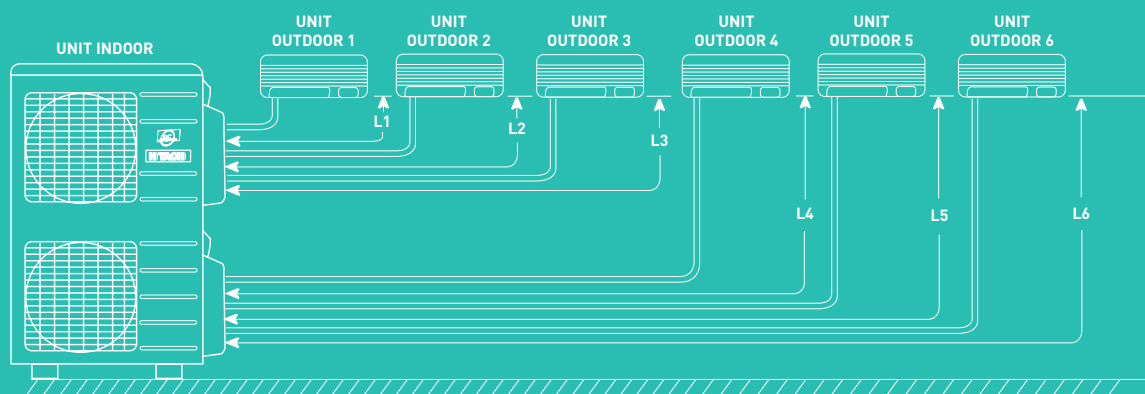 UNIT INDOOR
UNIT
OUTDOOR 1
UNIT
OUTDOOR 2
UNIT
OUTDOOR 3
UNIT
OUTDOOR 4
UNIT
OUTDOOR 5
UNIT
OUTDOOR 6
L1
L2
L3
L4
L5
L6
HITACHI